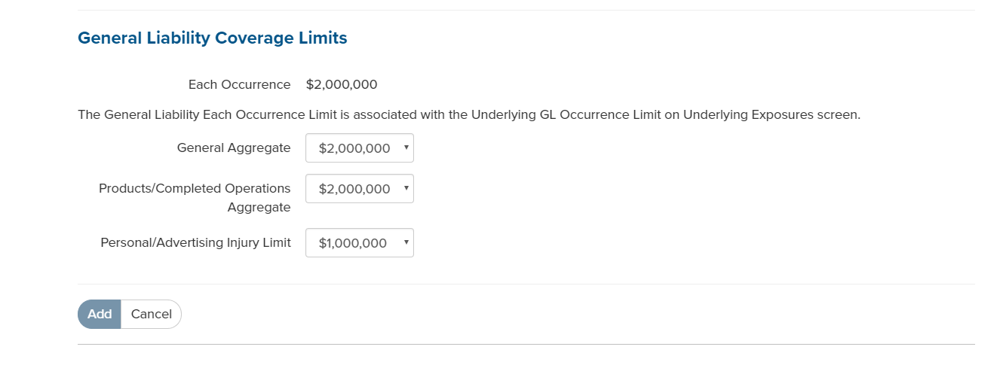 General Liability Coverage Limits
Each Occurrence $2,000,000
The General Liability Each Occurrence Limit is associated with the Underlying GL Occurrence Limit on Underlying Exposures screen.
General Aggregate $2,000,000
Products/Completed Operations $2,000,000
Aggregate
Personal/Advertising Injury Limit $1,000,000
Add Cancel